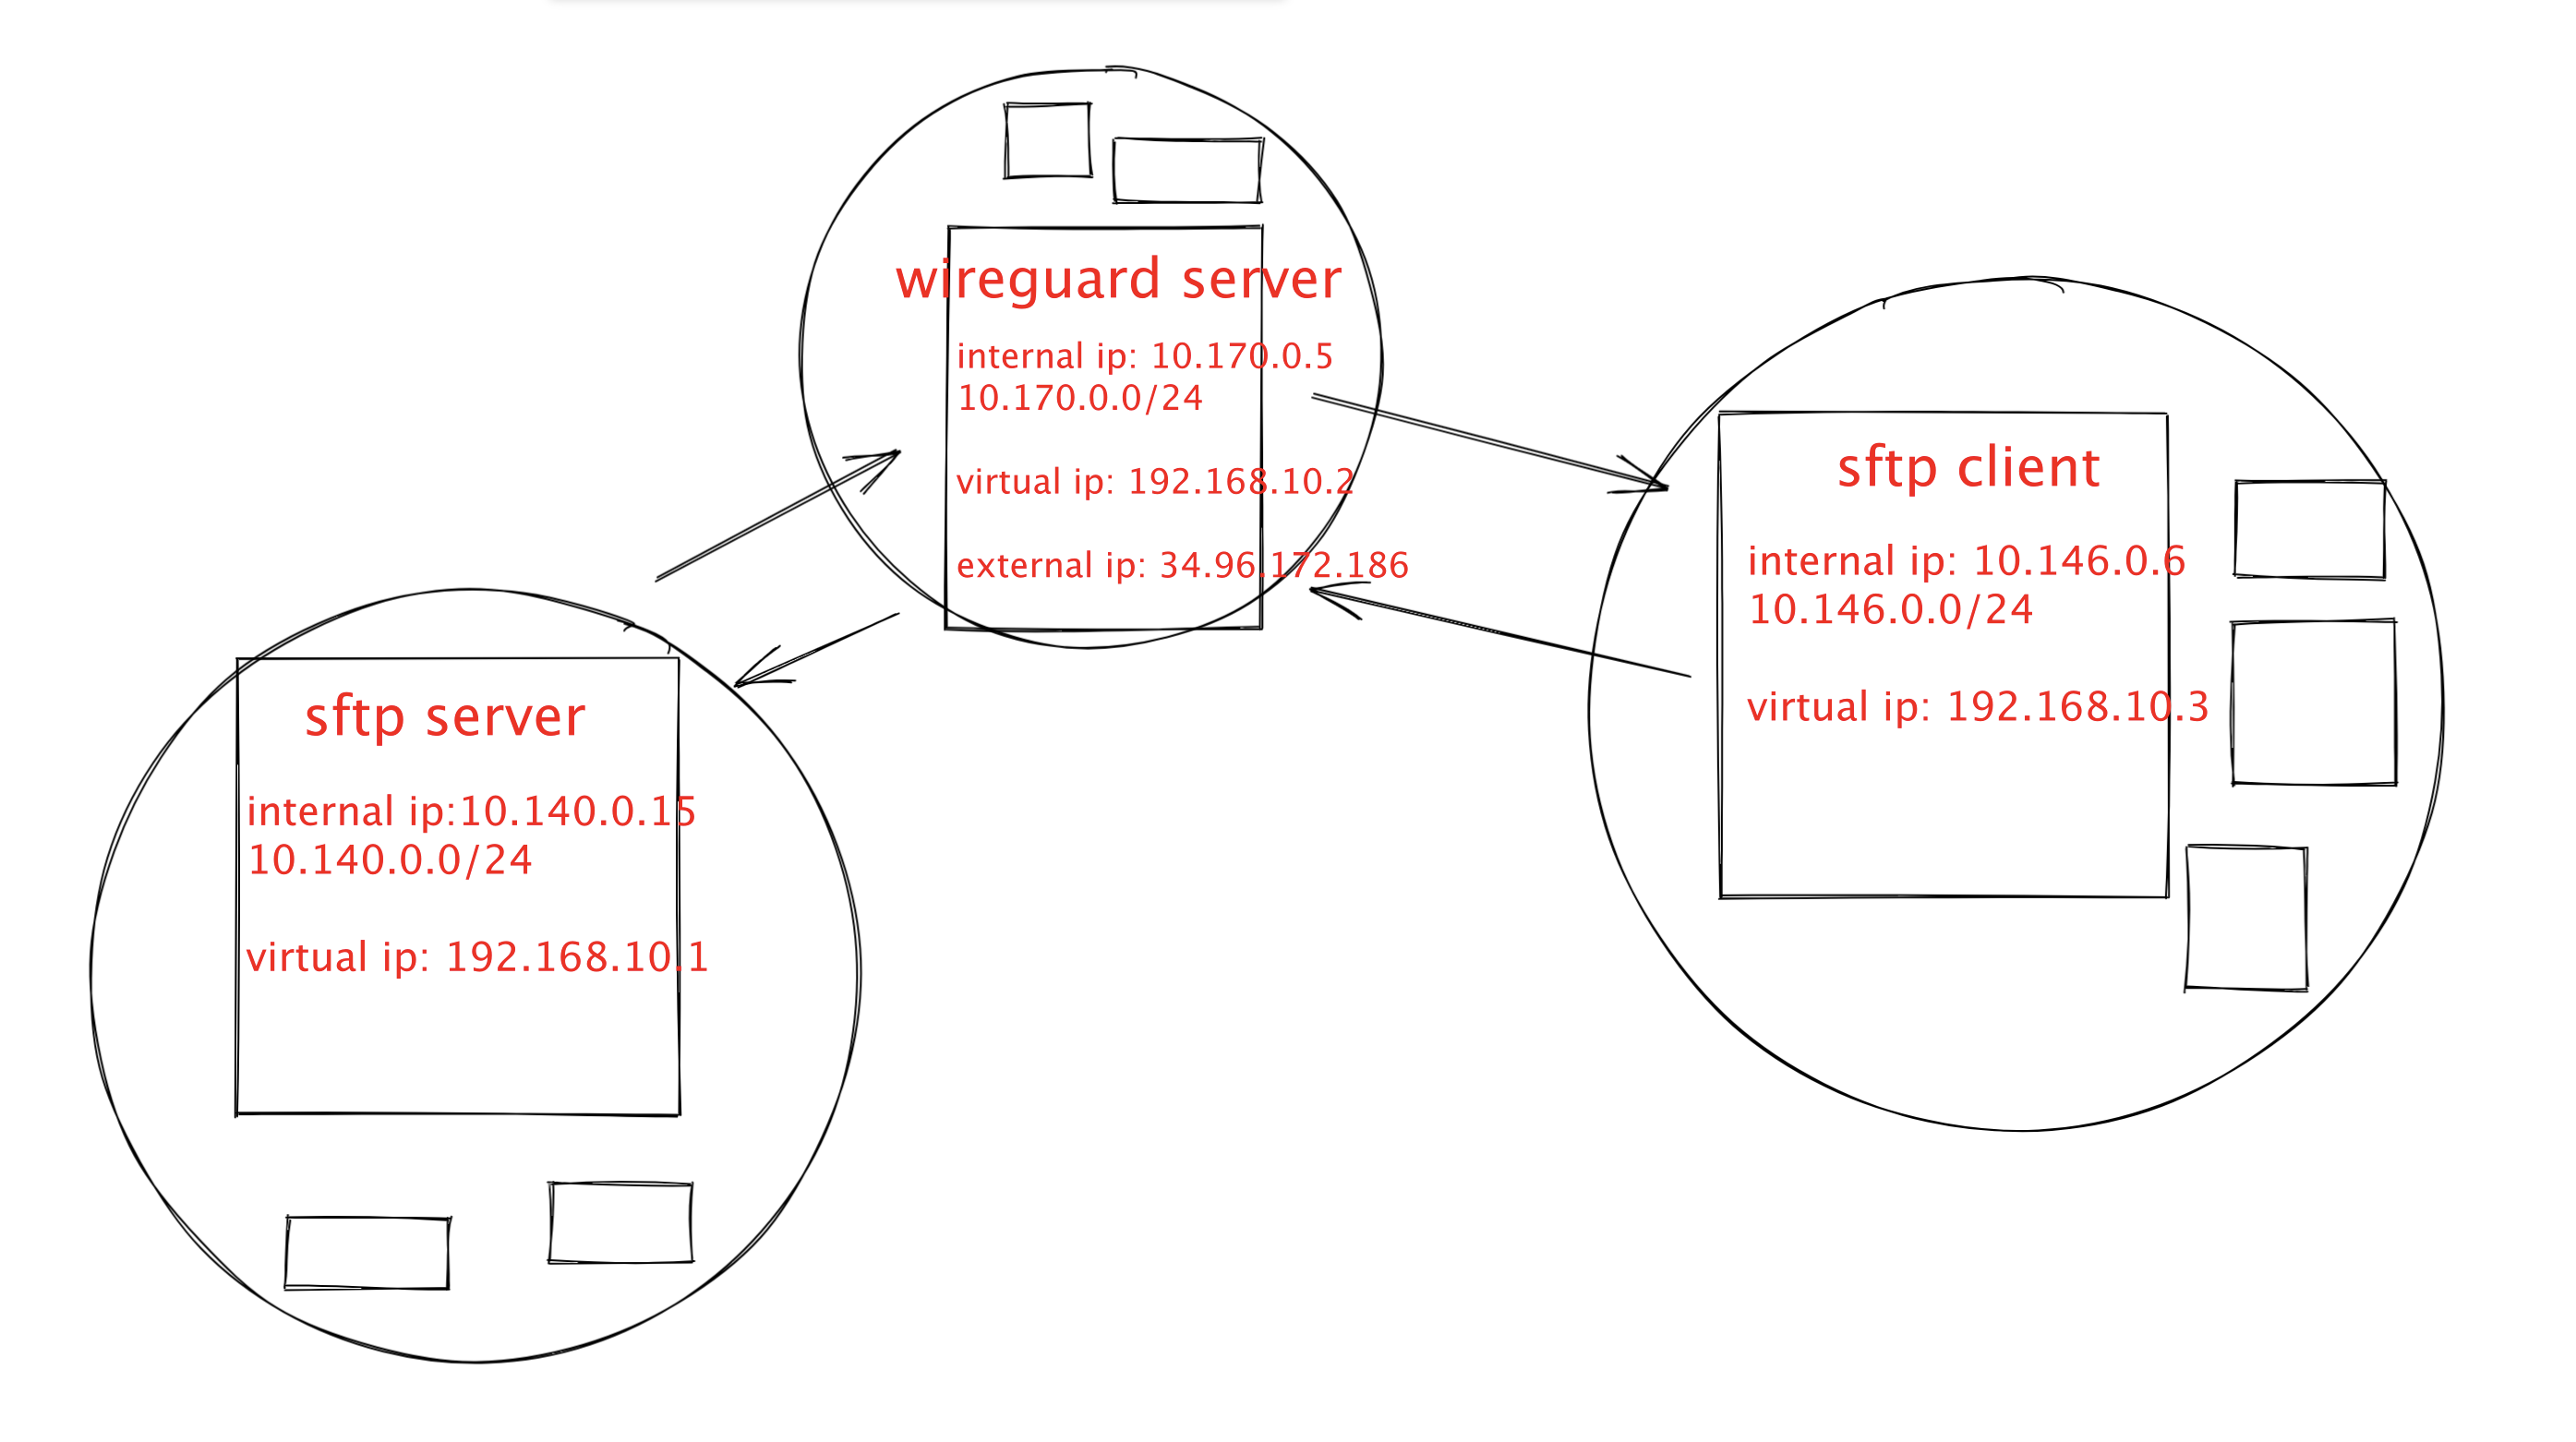 wireguard server
internal ip: 10.170.0.5
10.170.0.0/24
virtual ip: 192.168.10.2
external ip: 34.96.172.186
sftp client
internal ip: 10.146.0.6
10.146.0.0/24
virtual ip: 192.168.10.3
sftp server
internal ip:10.140.0.15
10.140.0.0/24
virtual ip: 192.168.10.1